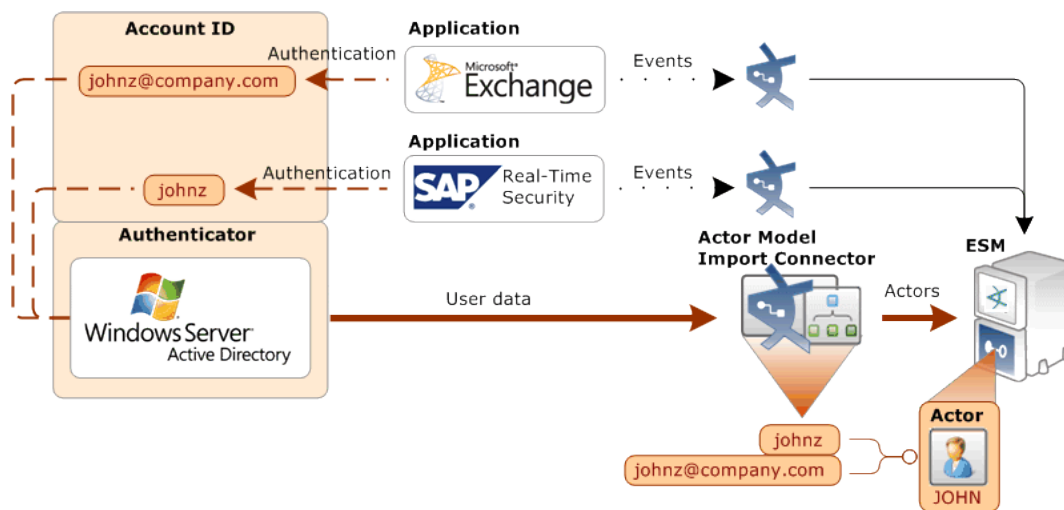 Account ID
johnz@company.com
Authentication
Application
Microsoft®
Exchange
Events
johnz
Authentication
Application
SAP®
Real-Time
Security
Events
Authenticator
Windows Server®
Active Directory
User data
Actor Model
Import Connector
Actors
ESM
johnz
johnz@company.com
Actor
JOHN